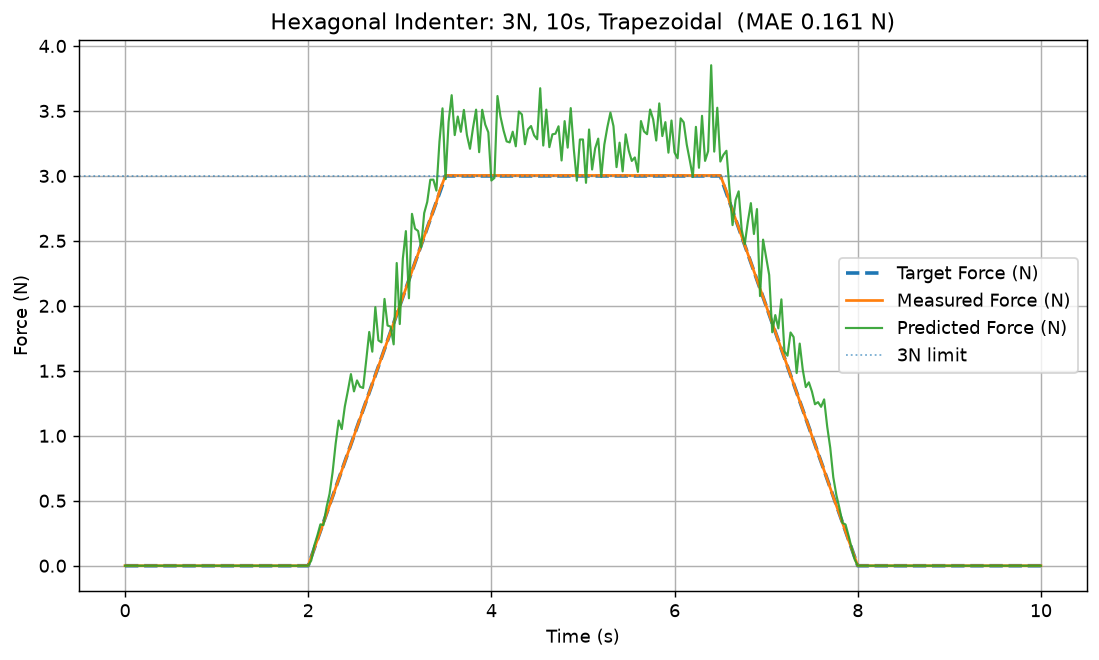 Hexagonal Indenter: 3N, 10s, Trapezoidal  (MAE 0.161 N)
Force (N)
4.0
3.5
3.0
2.5
2.0
1.5
1.0
0.5
0.0
Target Force (N)
Measured Force (N)
Predicted Force (N)
3N limit
0 2 4 6 8 10
Time (s)